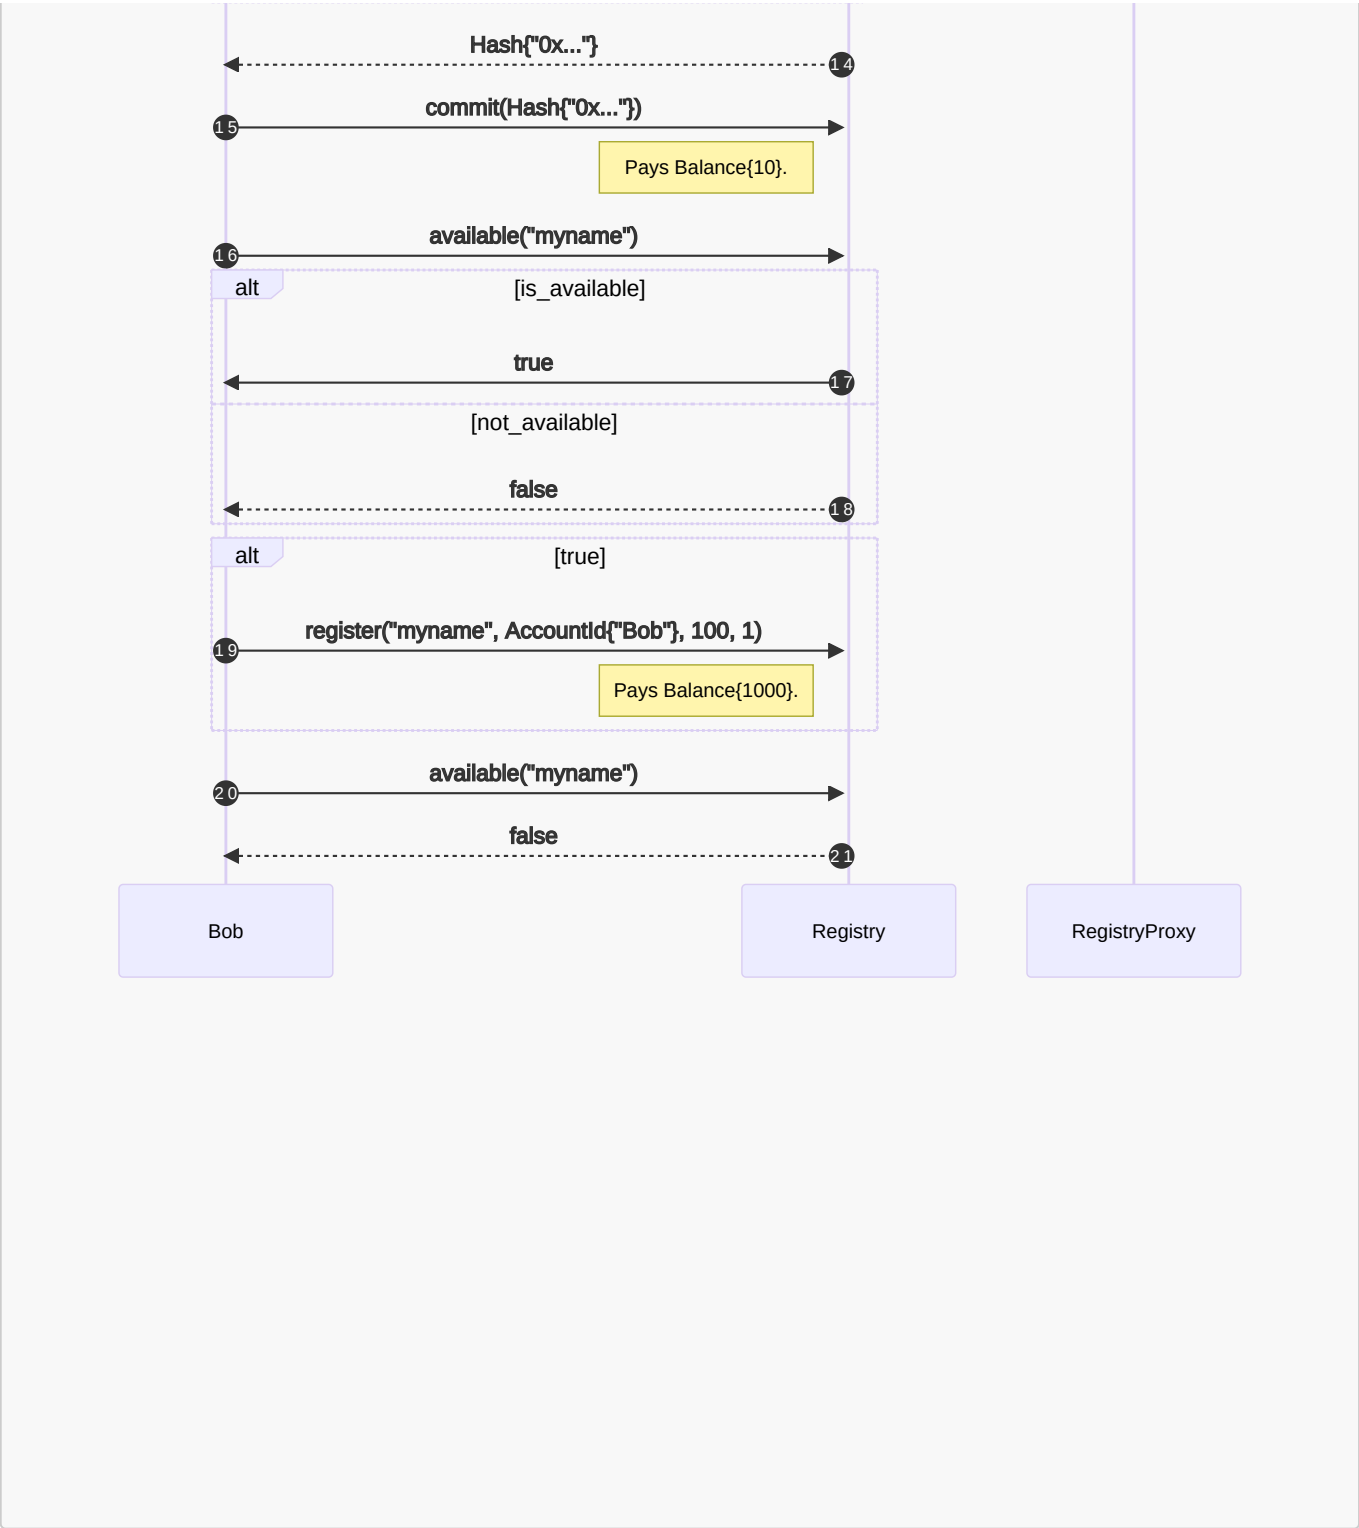 Hash{"0x..."}
14
commit(Hash{"0x..."})
15
Pays Balance{10}.
available("myname")
16
alt
[is_available]
true
17
[not_available]
false
18
alt
[true]
register("myname", AccountId{"Bob"}, 100, 1)
19
Pays Balance{1000}.
available("myname")
20
false
21
Bob
Registry
RegistryProxy